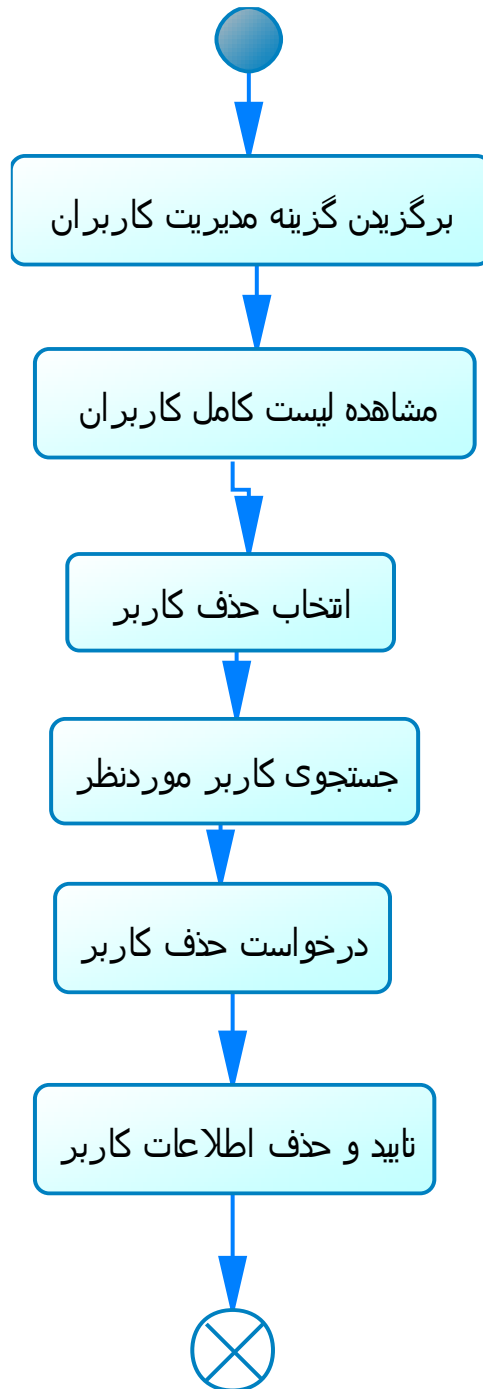 برگزیدن گزینه مدیریت کاربران
مشاهده لیست کامل کاربران
انتخاب حذف کاربر
جستجوی کاربر موردنظر
درخواست حذف کاربر
تایید و حذف اطلاعات کاربر